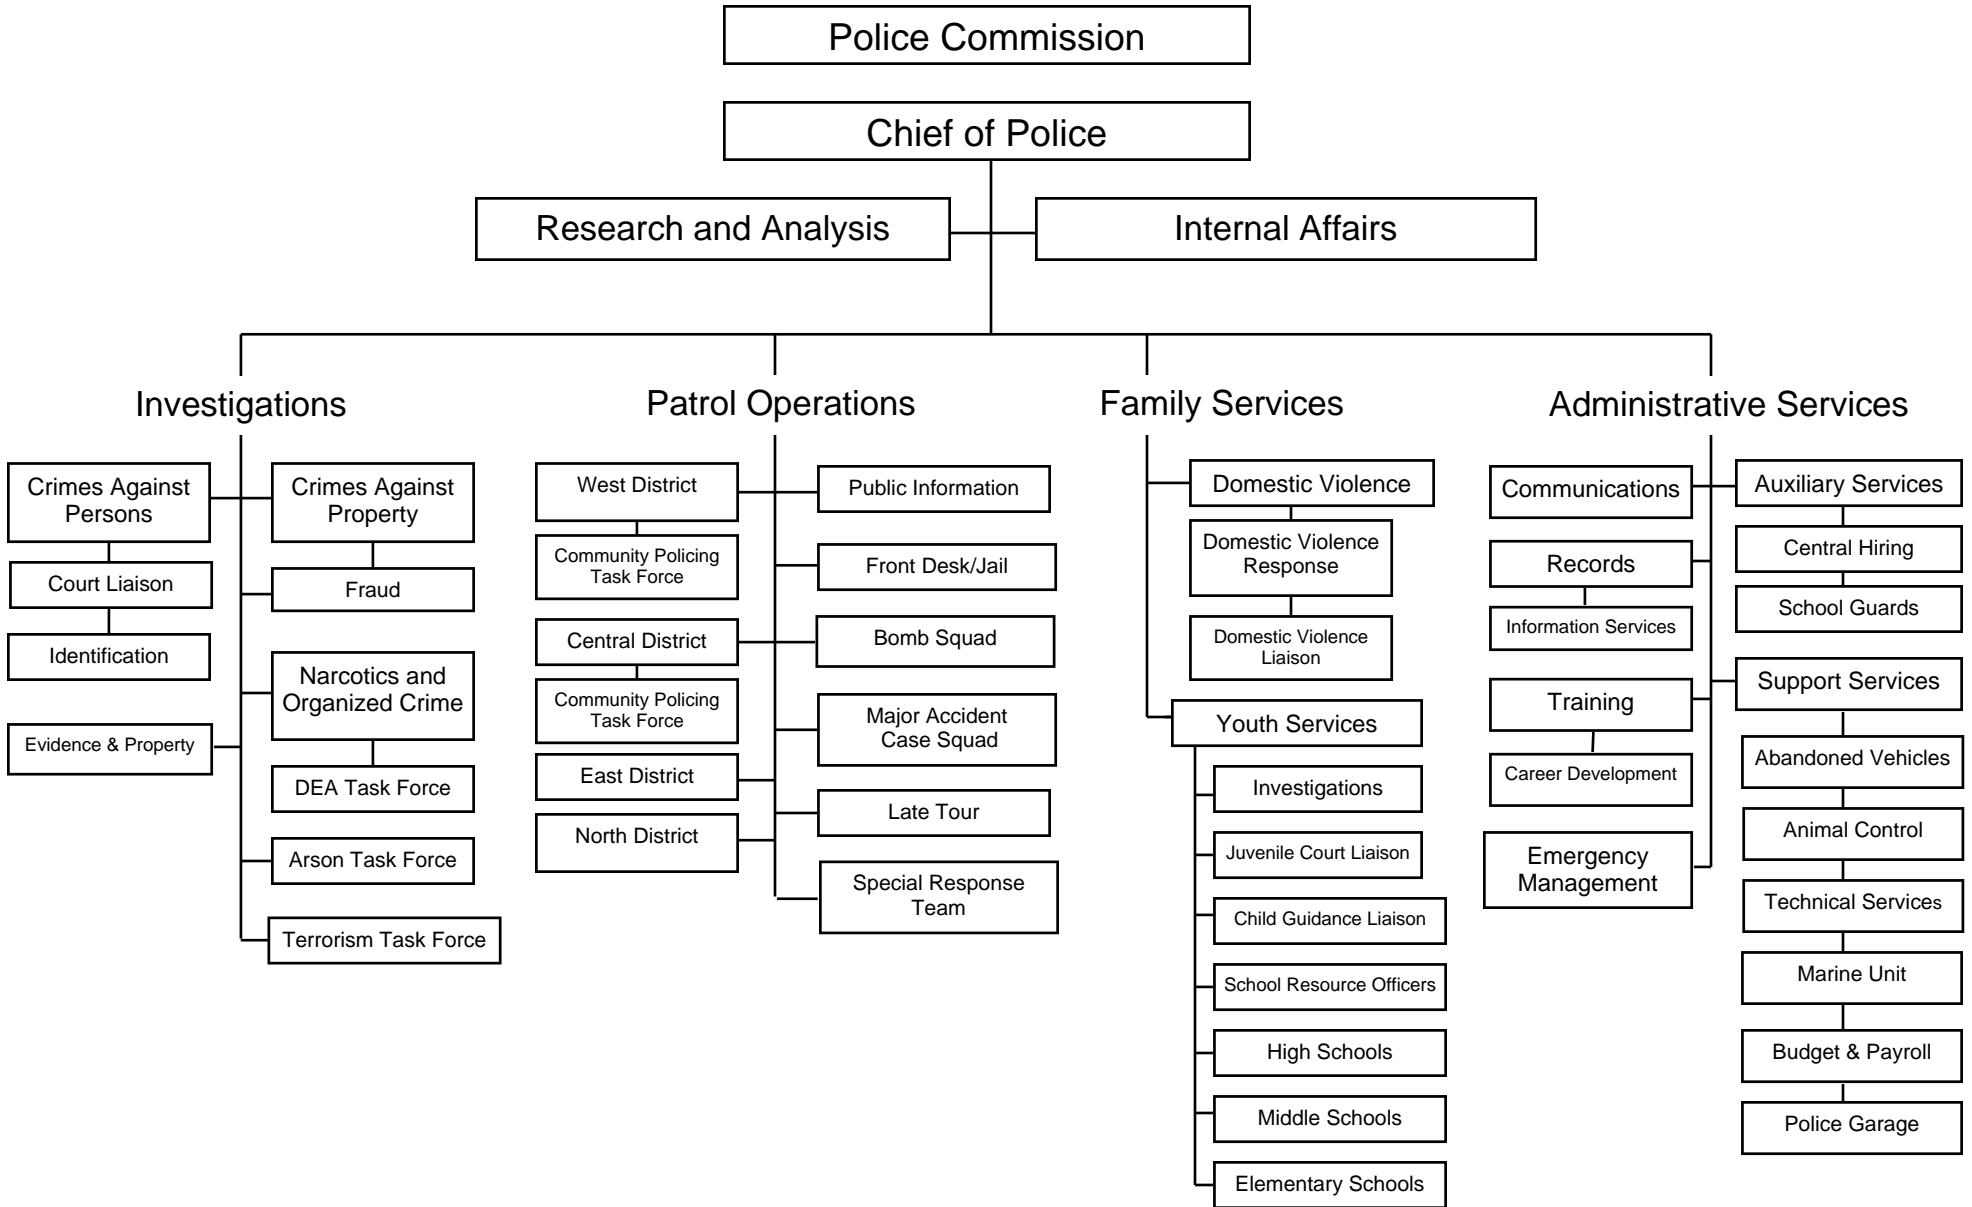 Police Commission
Chief of Police
Research and Analysis
Internal Affairs
Investigations
Crimes Against
Persons
Court Liaison
Identification
Evidence & Property
Crimes Against
Property
Fraud
Narcotics and
Organized Crime
DEA Task Force
Arson Task Force
Terrorism Task Force
Patrol Operations
West District
Community Policing
Task Force
Central District
Community Policing
Task Force
East District
North District
Public Information
Front Desk/Jail
Bomb Squad
Major Accident
Case Squad
Late Tour
Special Response
Team
Family Services
Domestic Violence
Domestic Violence
Response
Domestic Violence
Liaison
Youth Services
Investigations
Juvenile Court Liaison
Child Guidance Liaison
School Resource Officers
High Schools
Middle Schools
Elementary Schools
Administrative Services
Communications
Records
Information Services
Training
Career Development
Emergency
Management
Auxiliary Services
Central Hiring
School Guards
Support Services
Abandoned Vehicles
Animal Control
Technical Services
Marine Unit
Budget & Payroll
Police Garage